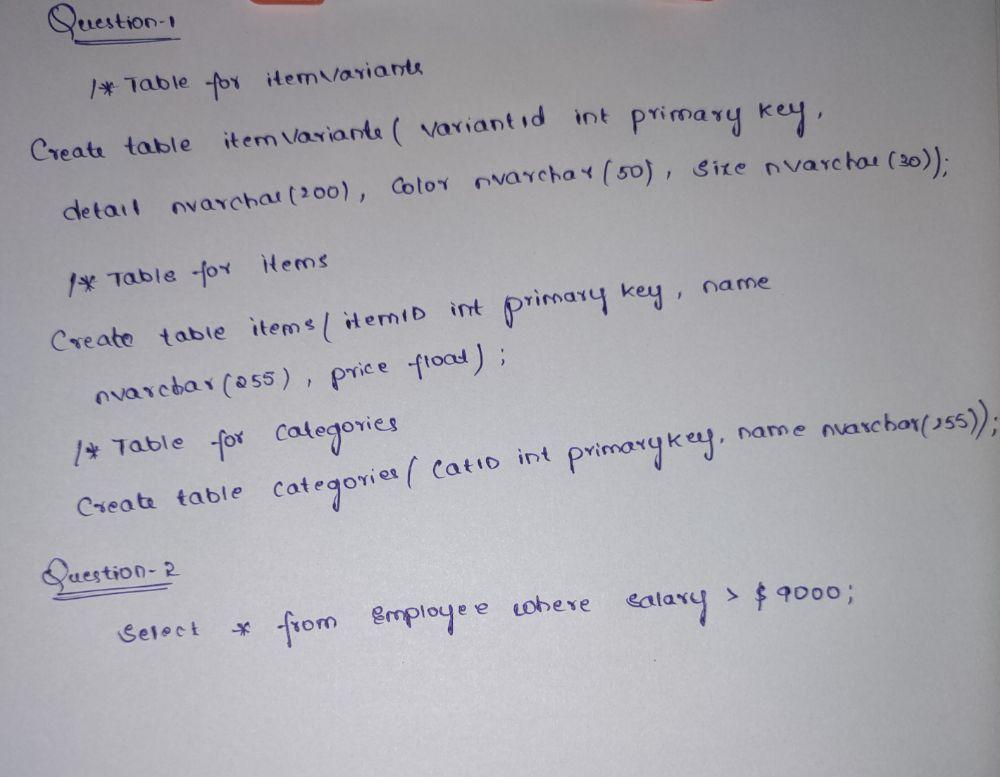 Question-1
/* Table for itemvariants
Create table itemvariants ( variantid int primary key,
detail nvarchar(200), Color nvarchar (50), size nvarchar (30));
/* Table for items
Create table items ( itemID int primary key, name
nvarchar (255), price float) ;
/* Table for Categories
Create table categories ( CatID int primary key, name nvarchar(255));
Question-2
Select * from Employee where salary > $ 9000;